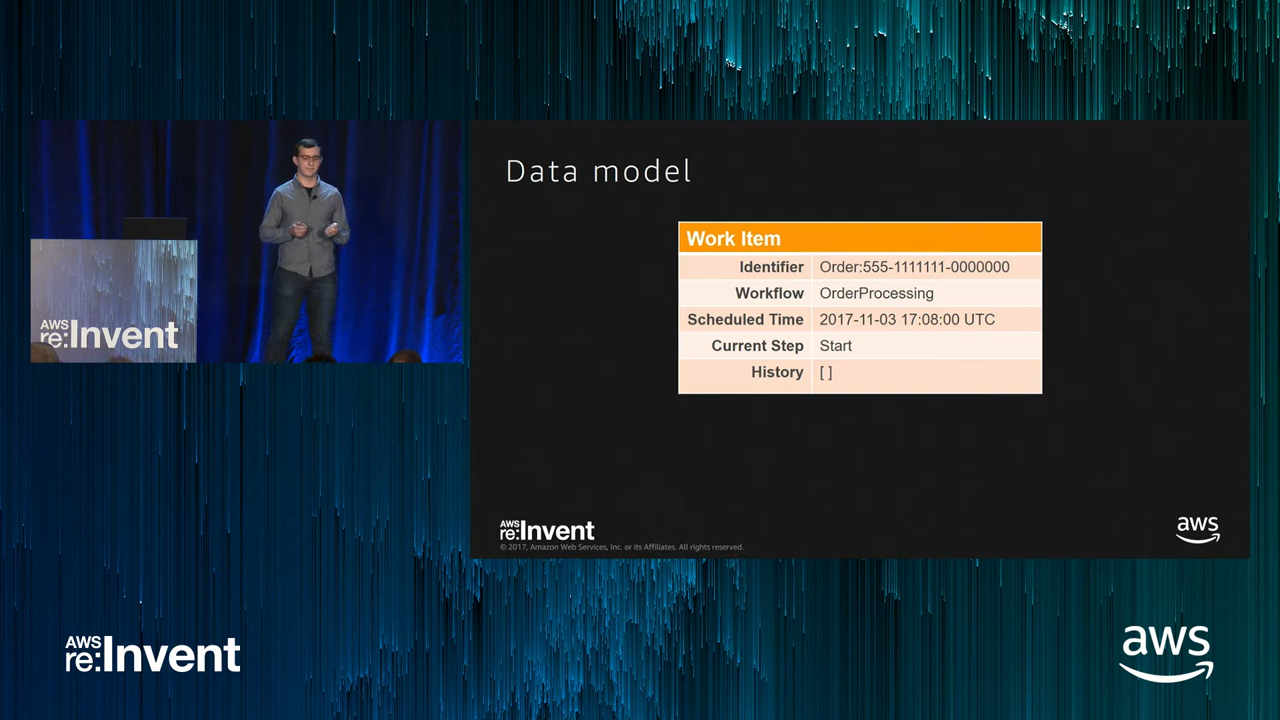 Data model
Work Item
Identifier Order:555-1111111-0000000
Workflow OrderProcessing
Scheduled Time 2017-11-03 17:08:00 UTC
Current Step Start
History [ ]
AWS
re:Invent
AWS
re:Invent
© 2017, Amazon Web Services, Inc. or its Affiliates. All rights reserved.
aws
AWS
re:Invent
aws